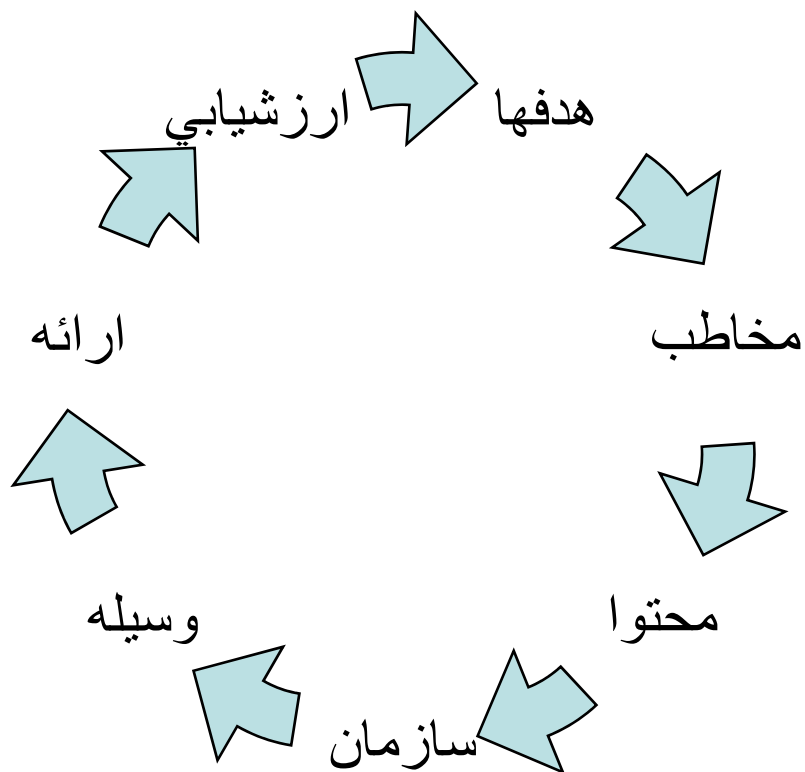 هدفها
مخاطب
محتوا
سازمان
وسيله
ارائه
ارزشيابي